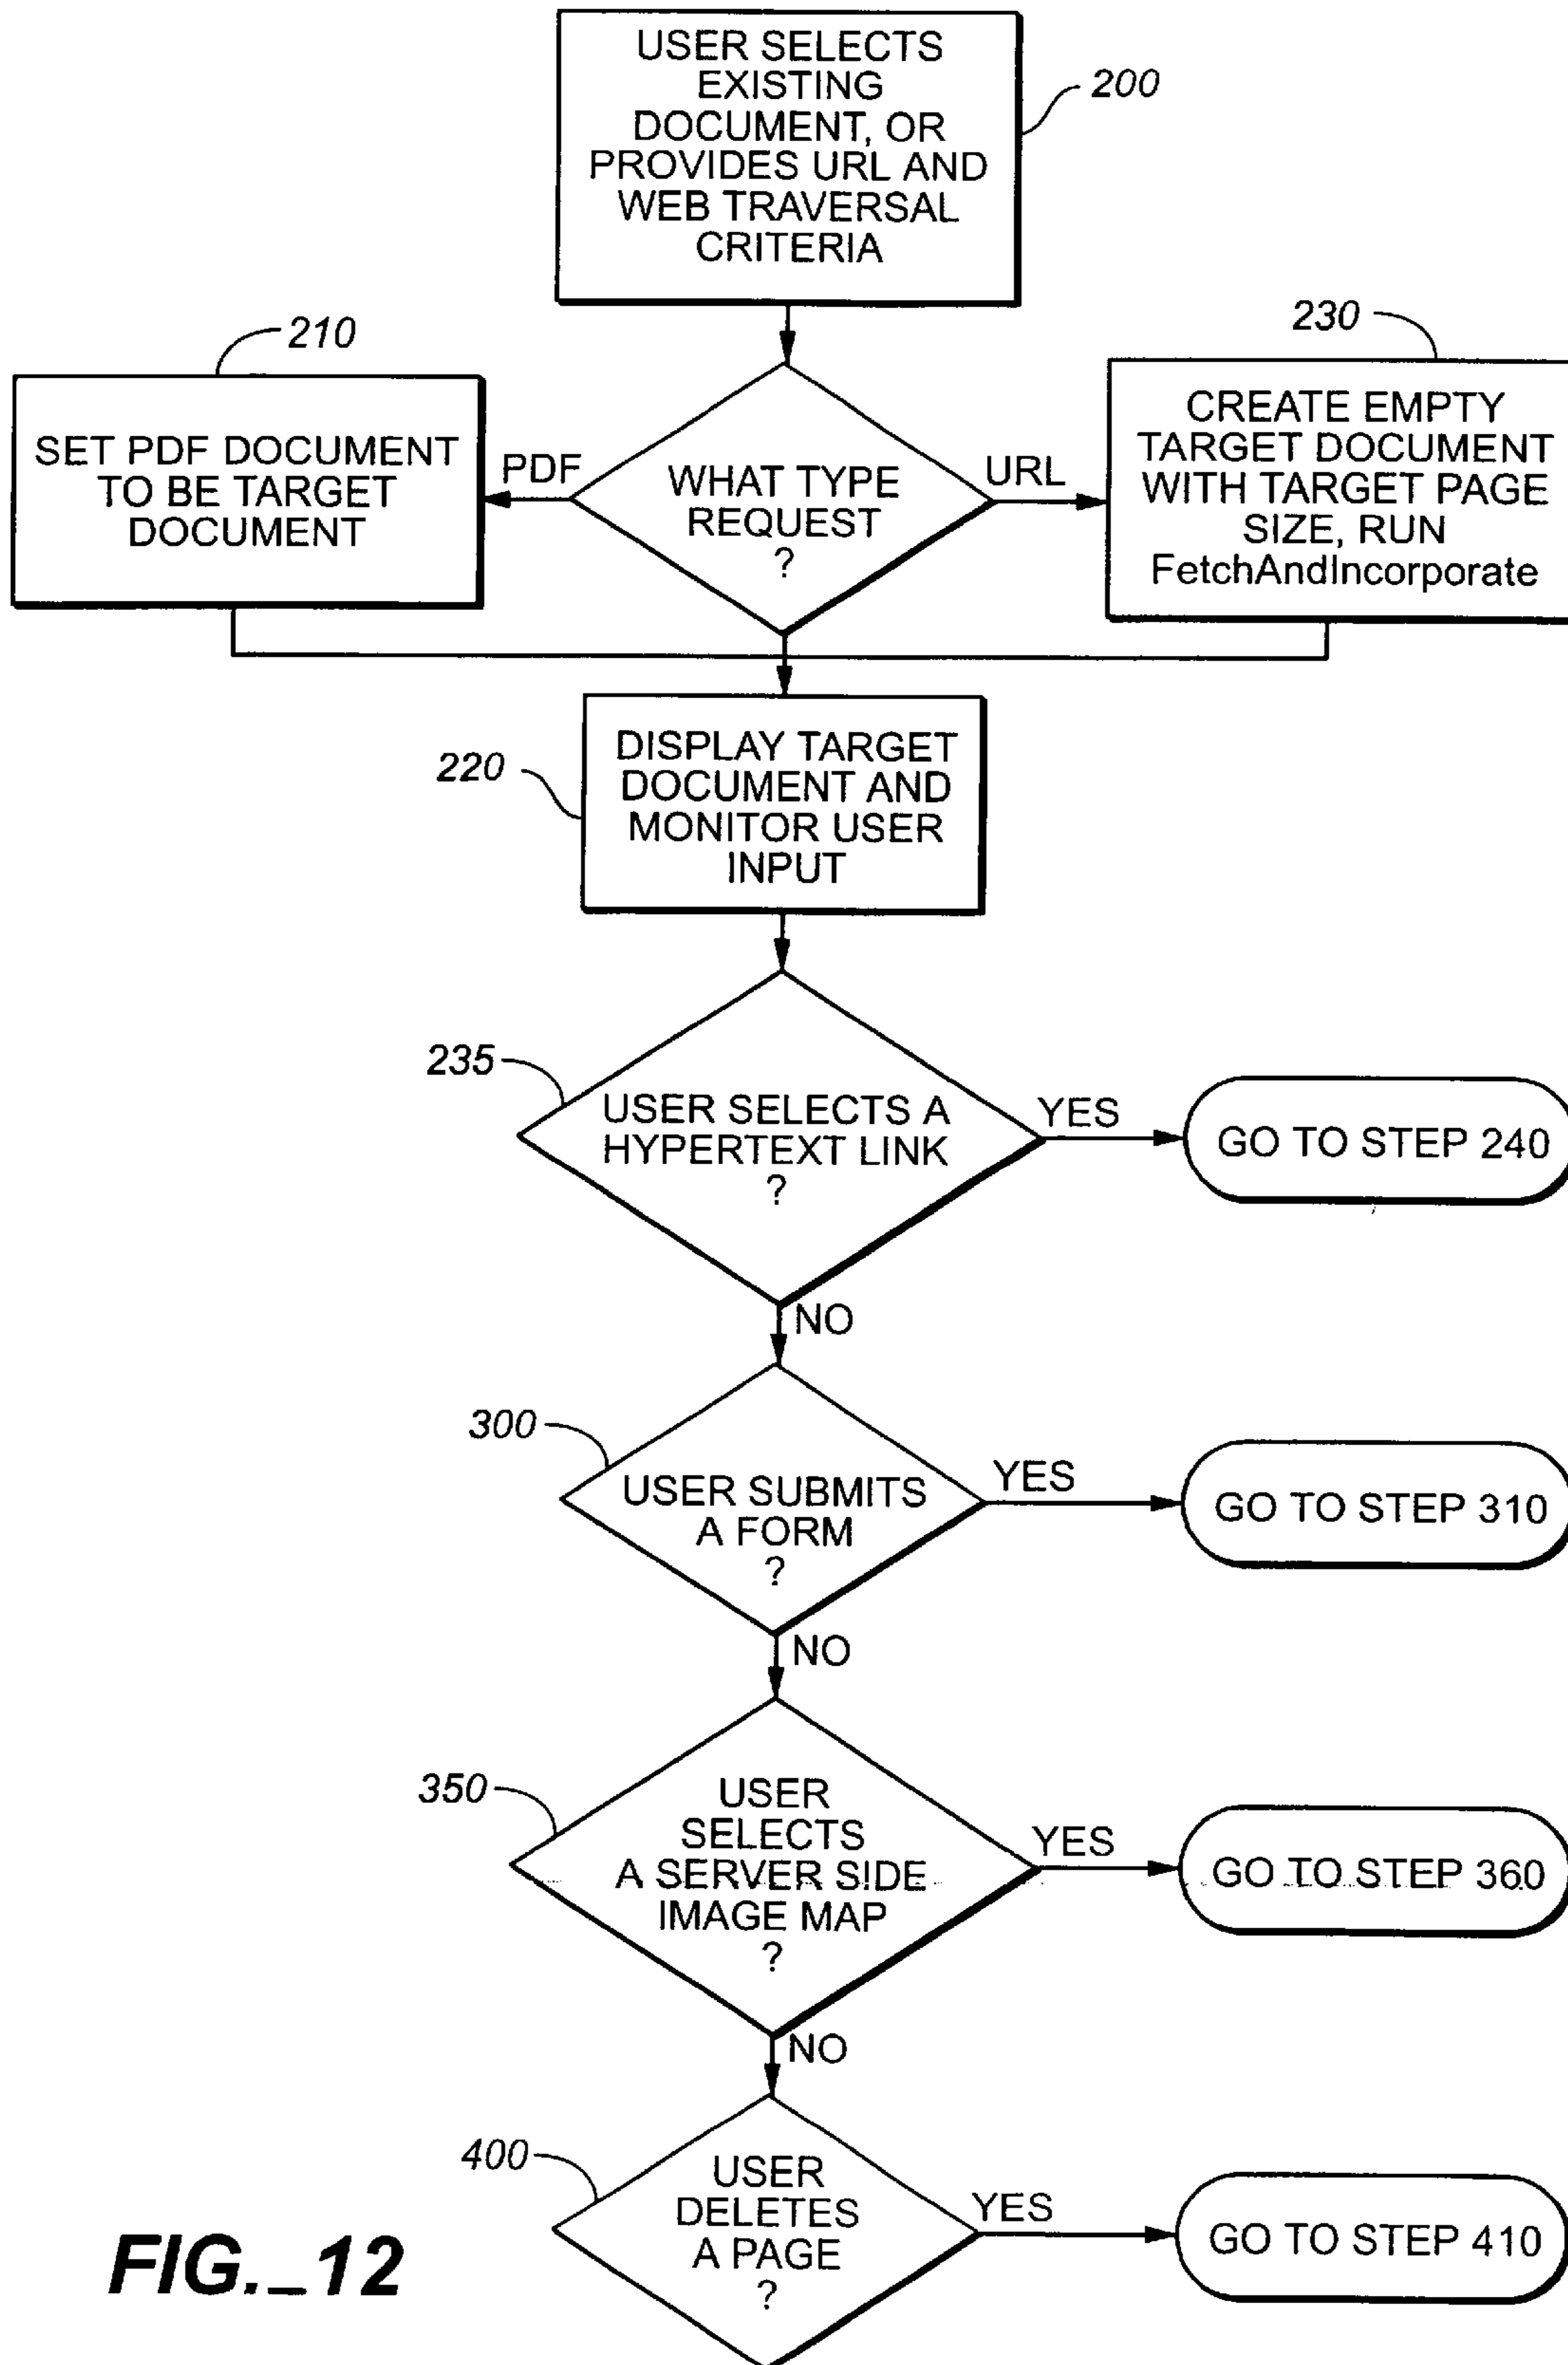 USER SELECTS
EXISTING
DOCUMENT, OR
PROVIDES URL AND
WEB TRAVERSAL
CRITERIA
200
210
230
SET PDF DOCUMENT
TO BE TARGET
DOCUMENT
PDF
WHAT TYPE
REQUEST
?
URL
CREATE EMPTY
TARGET DOCUMENT
WITH TARGET PAGE
SIZE, RUN
FetchAndIncorporate
220
DISPLAY TARGET
DOCUMENT AND
MONITOR USER
INPUT
235
USER SELECTS A
HYPERTEXT LINK
?
YES
GO TO STEP 240
NO
300
USER SUBMITS
A FORM
?
YES
GO TO STEP 310
NO
350
USER
SELECTS
A SERVER SIDE
IMAGE MAP
?
YES
GO TO STEP 360
NO
400
USER
DELETES
A PAGE
?
YES
GO TO STEP 410
FIG._12